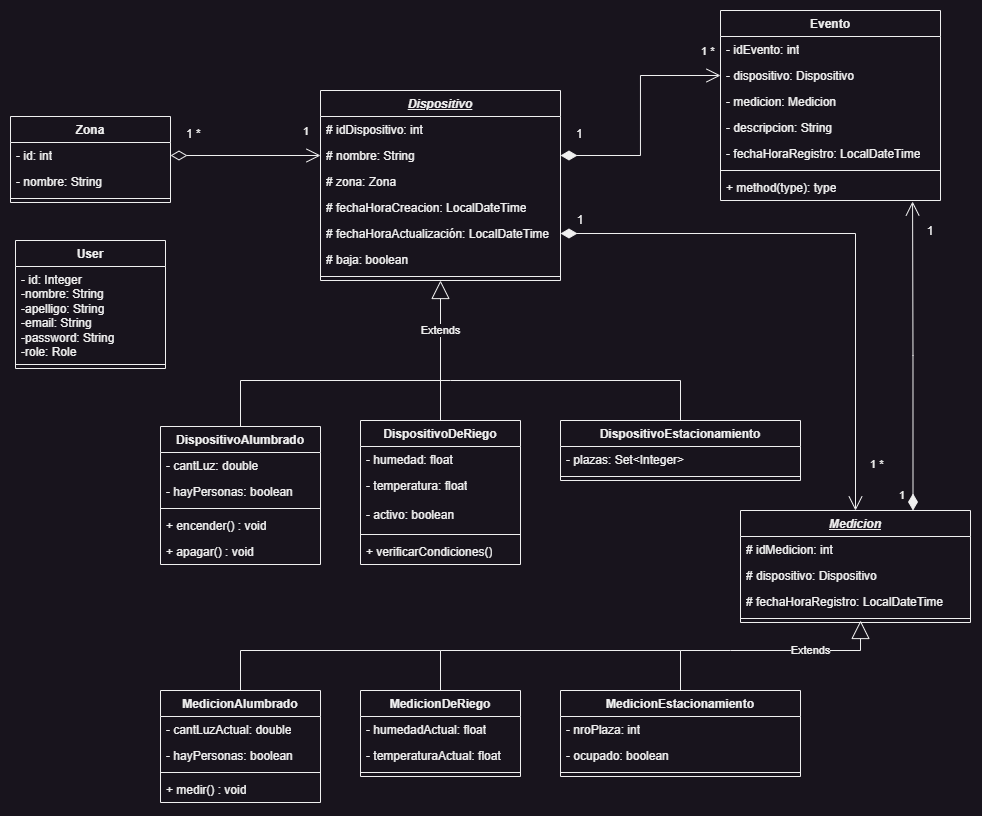 Evento
- idEvento: int
- dispositivo: Dispositivo
- medicion: Medicion
- descripcion: String
- fechaHoraRegistro: LocalDateTime
+ method(type): type
1 *
Dispositivo
# idDispositivo: int
# nombre: String
# zona: Zona
# fechaHoraCreacion: LocalDateTime
# fechaHoraActualización: LocalDateTime
# baja: boolean
Zona
- id: int
- nombre: String
1 *
1
1
1
1
User
- id: Integer
-nombre: String
-apelligo: String
-email: String
-password: String
-role: Role
Extends
DispositivoAlumbrado
- cantLuz: double
- hayPersonas: boolean
+ encender() : void
+ apagar() : void
DispositivoDeRiego
- humedad: float
- temperatura: float
- activo: boolean
+ verificarCondiciones()
DispositivoEstacionamiento
- plazas: Set<Integer>
1 *
1
Medicion
# idMedicion: int
# dispositivo: Dispositivo
# fechaHoraRegistro: LocalDateTime
Extends
MedicionAlumbrado
- cantLuzActual: double
- hayPersonas: boolean
+ medir() : void
MedicionDeRiego
- humedadActual: float
- temperaturaActual: float
MedicionEstacionamiento
- nroPlaza: int
- ocupado: boolean